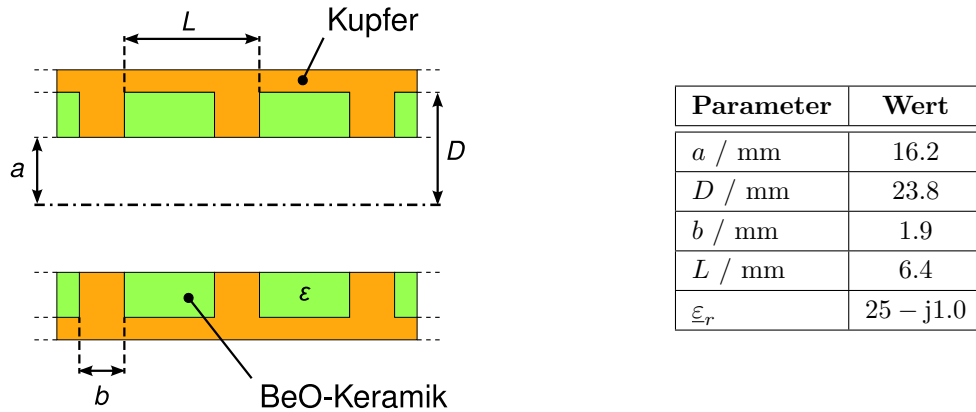 L
Kupfer
a
D
ε
b
BeO-Keramik
Parameter Wert
a / mm 16.2
D / mm 23.8
b / mm 1.9
L / mm 6.4
ε_r 25 − j1.0